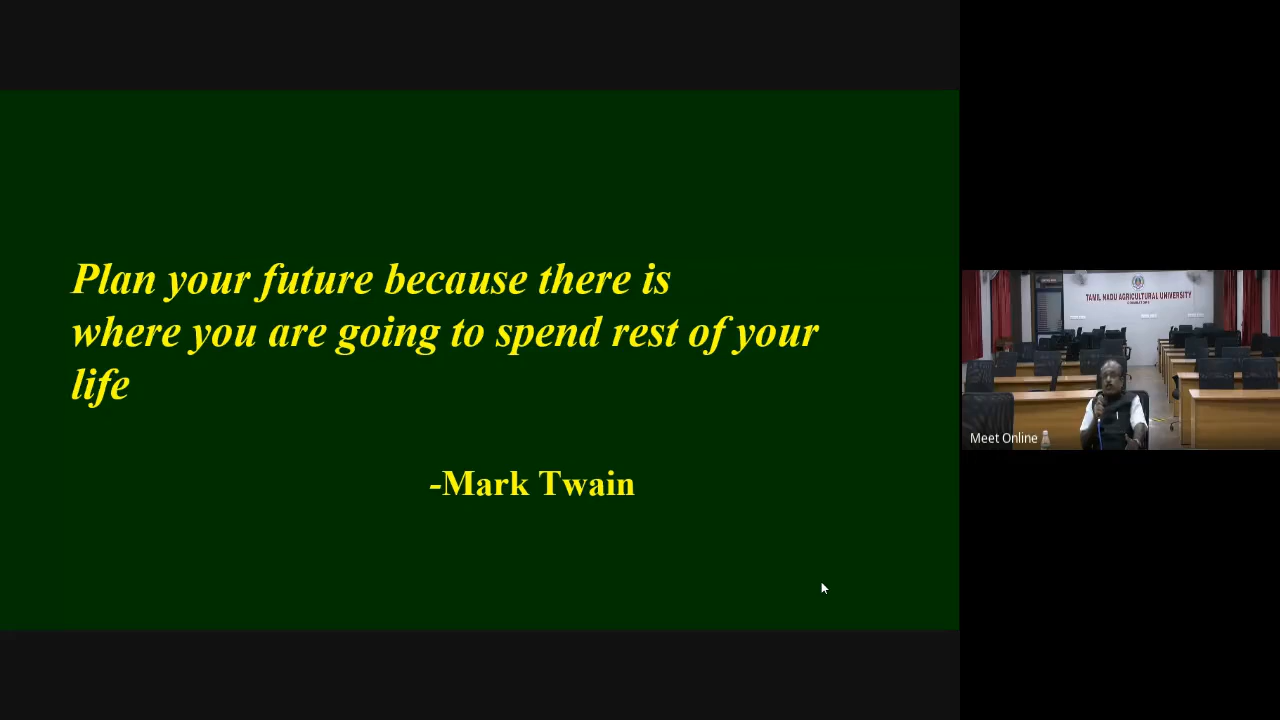 Plan your future because there is
where you are going to spend rest of your
life
-Mark Twain
TAMIL NADU AGRICULTURAL UNIVERSITY
Meet Online